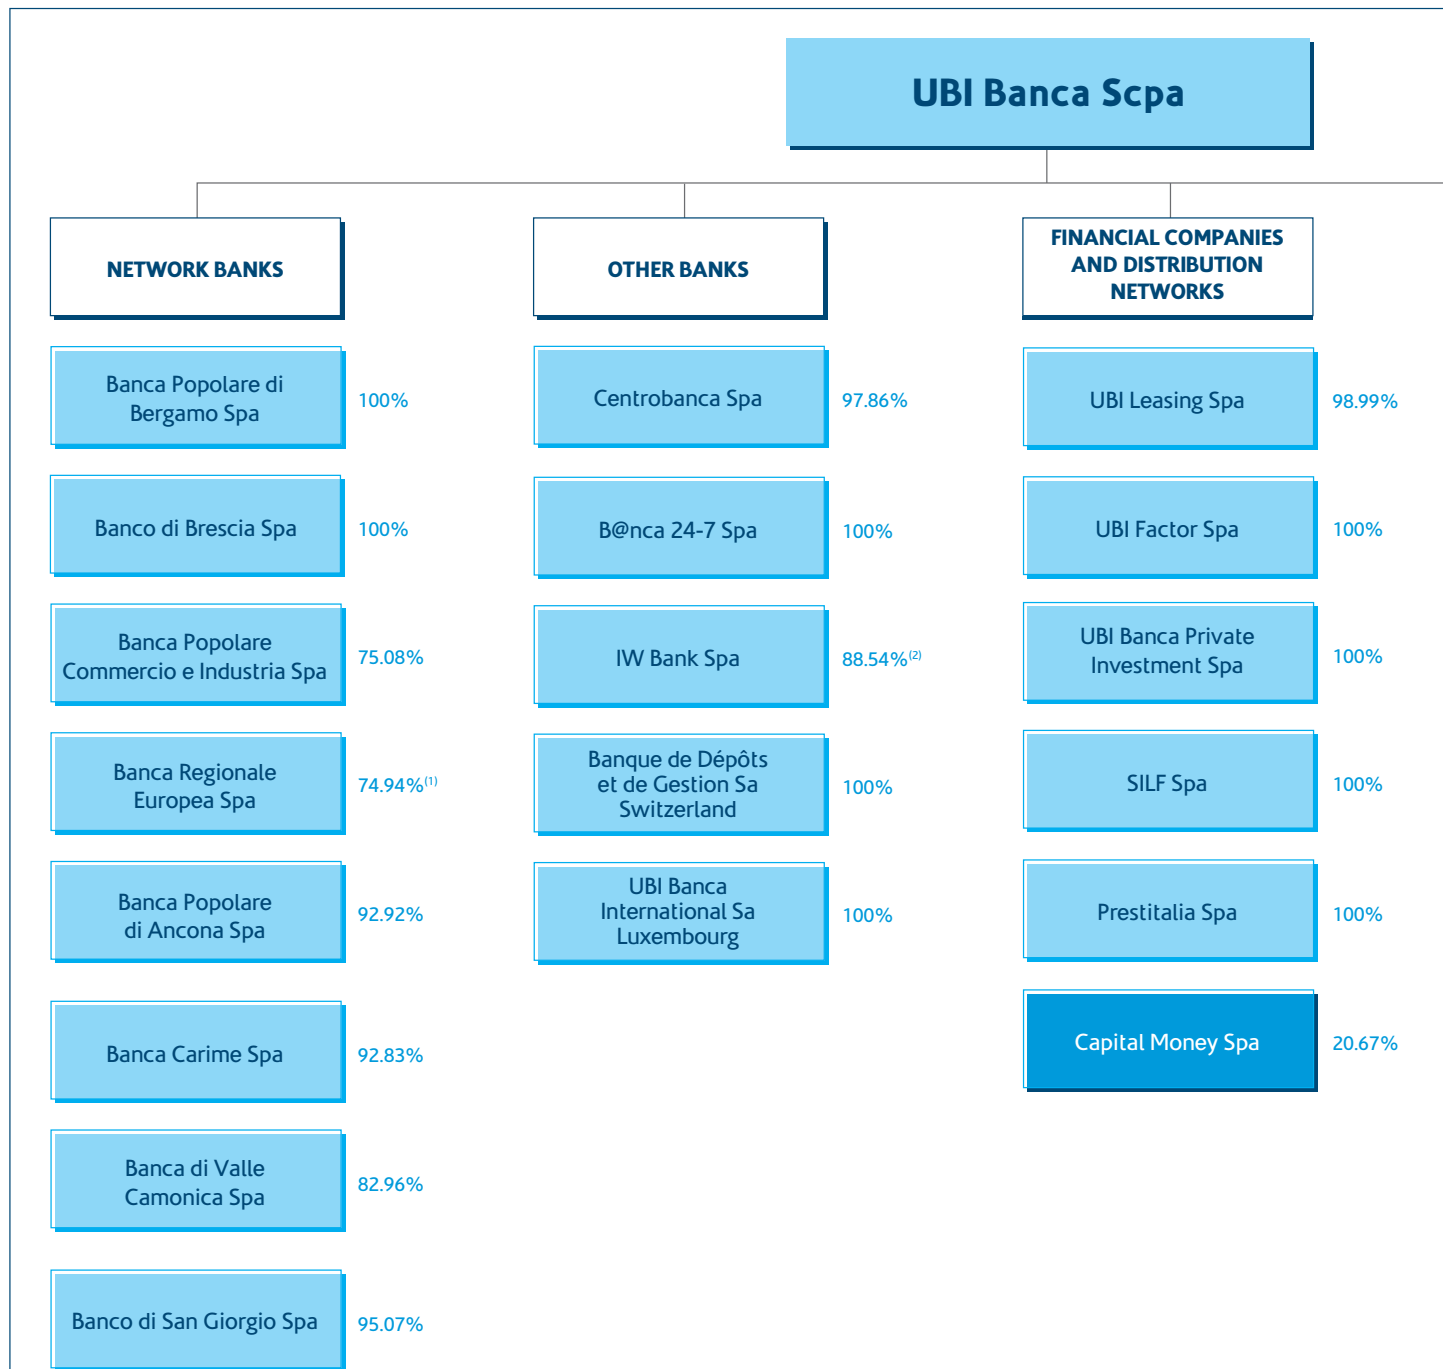 UBI Banca Scpa
NETWORK BANKS
Banca Popolare di
Bergamo Spa
100%
Banco di Brescia Spa
100%
Banca Popolare
Commercio e Industria Spa
75.08%
Banca Regionale
Europea Spa
74.94%(1)
Banca Popolare
di Ancona Spa
92.92%
Banca Carime Spa
92.83%
Banca di Valle
Camonica Spa
82.96%
Banco di San Giorgio Spa
95.07%
OTHER BANKS
Centrobanca Spa
97.86%
B@nca 24-7 Spa
100%
IW Bank Spa
88.54%(2)
Banque de Dépôts
et de Gestion Sa
Switzerland
100%
UBI Banca
International Sa
Luxembourg
100%
FINANCIAL COMPANIES
AND DISTRIBUTION
NETWORKS
UBI Leasing Spa
98.99%
UBI Factor Spa
100%
UBI Banca Private
Investment Spa
100%
SILF Spa
100%
Prestitalia Spa
100%
Capital Money Spa
20.67%